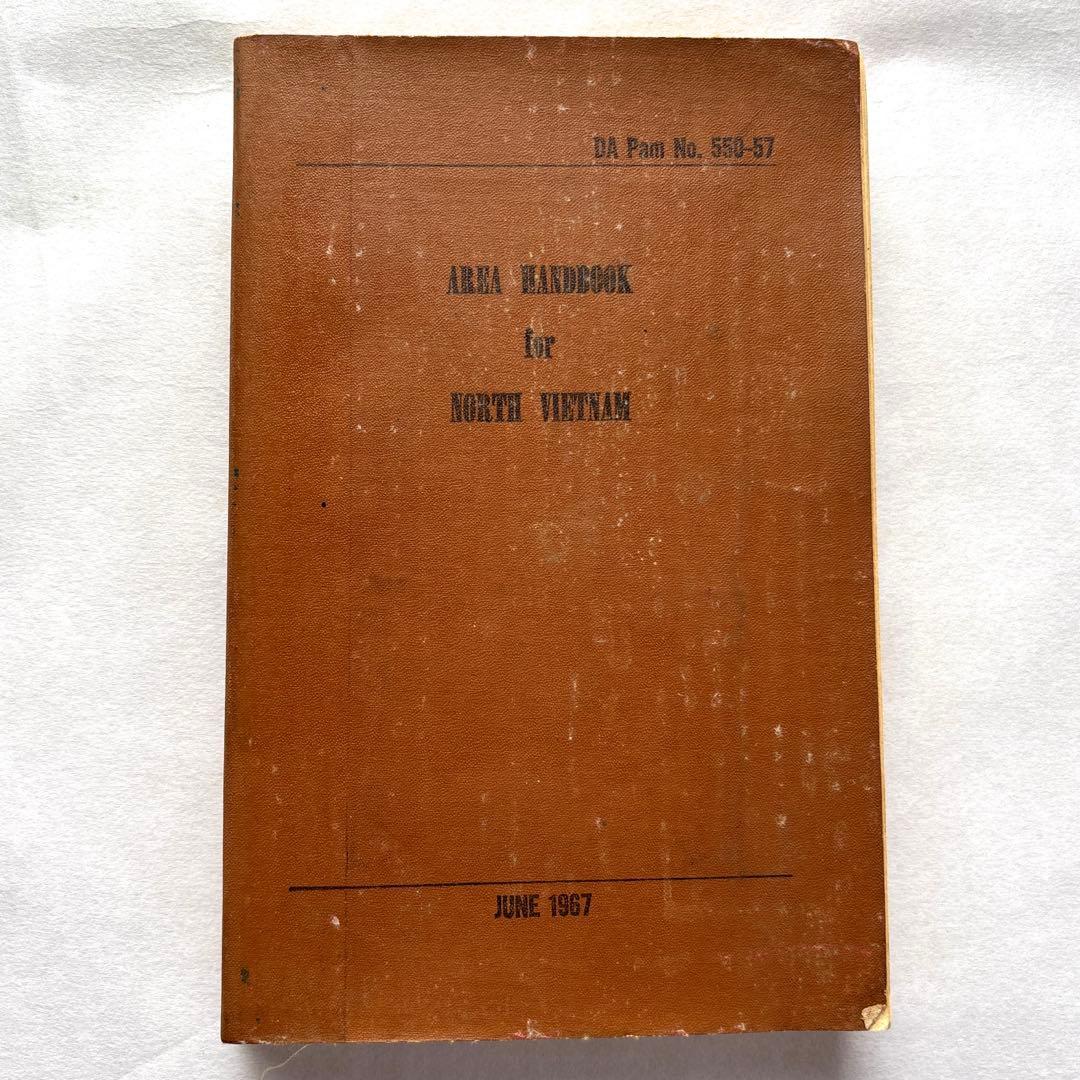 DA Pam No. 550-57
AREA HANDBOOK
for
NORTH VIETNAM
JUNE 1967